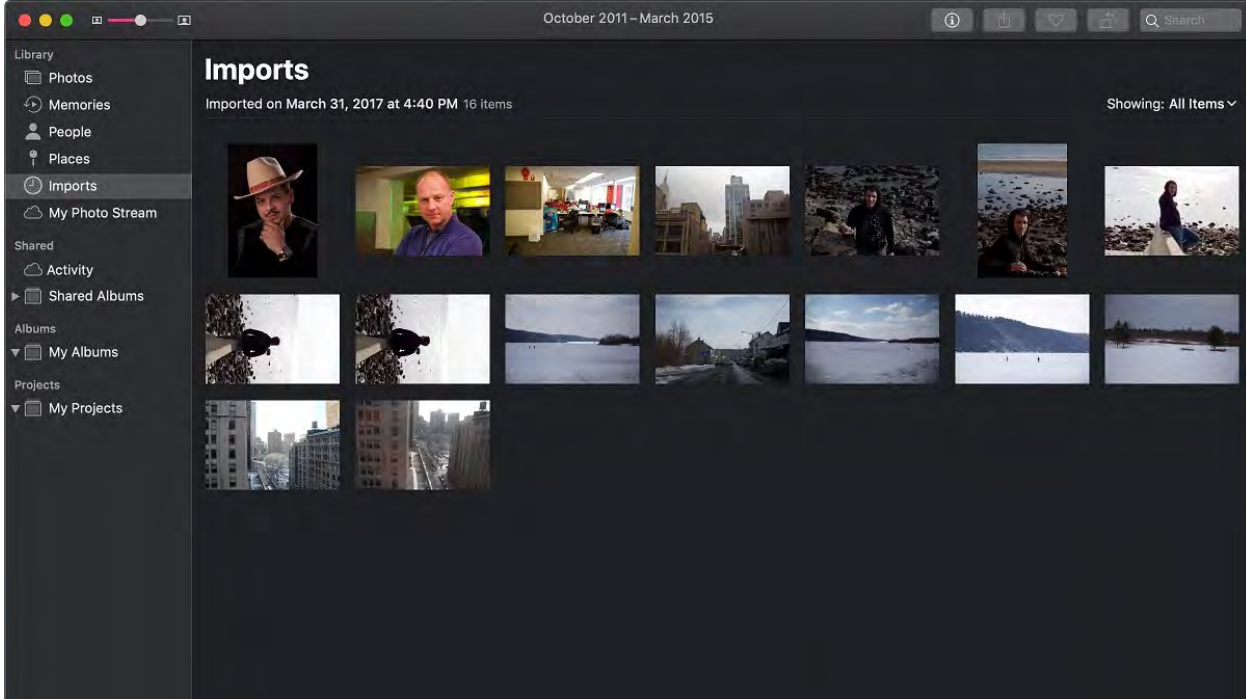 October 2011 – March 2015
Search
Library
Photos
Memories
People
Places
Imports
My Photo Stream
Shared
Activity
Shared Albums
Albums
My Albums
Projects
My Projects
Imports
Imported on March 31, 2017 at 4:40 PM 16 items
Showing: All Items